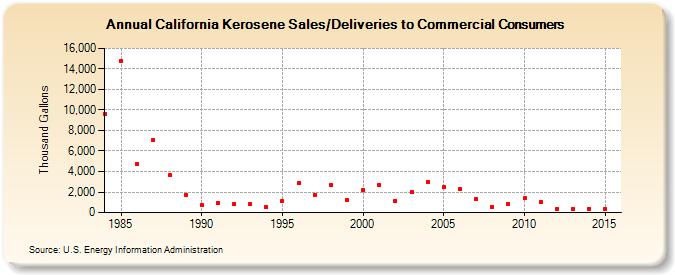 Annual California Kerosene Sales/Deliveries to Commercial Consumers
Thousand Gallons
16,000
14,000
12,000
10,000
8,000
6,000
4,000
2,000
0
1985 1990 1995 2000 2005 2010 2015
Source: U.S. Energy Information Administration